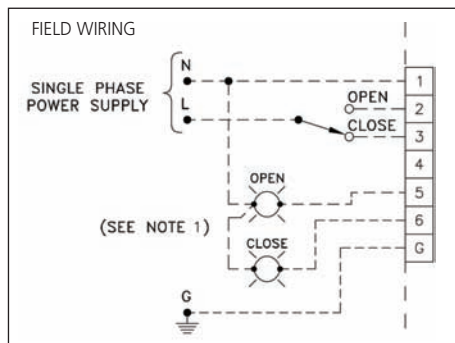 FIELD WIRING
N
SINGLE PHASE
POWER SUPPLY
L
OPEN
CLOSE
1
2
3
4
5
6
G
OPEN
(SEE NOTE 1)
CLOSE
G